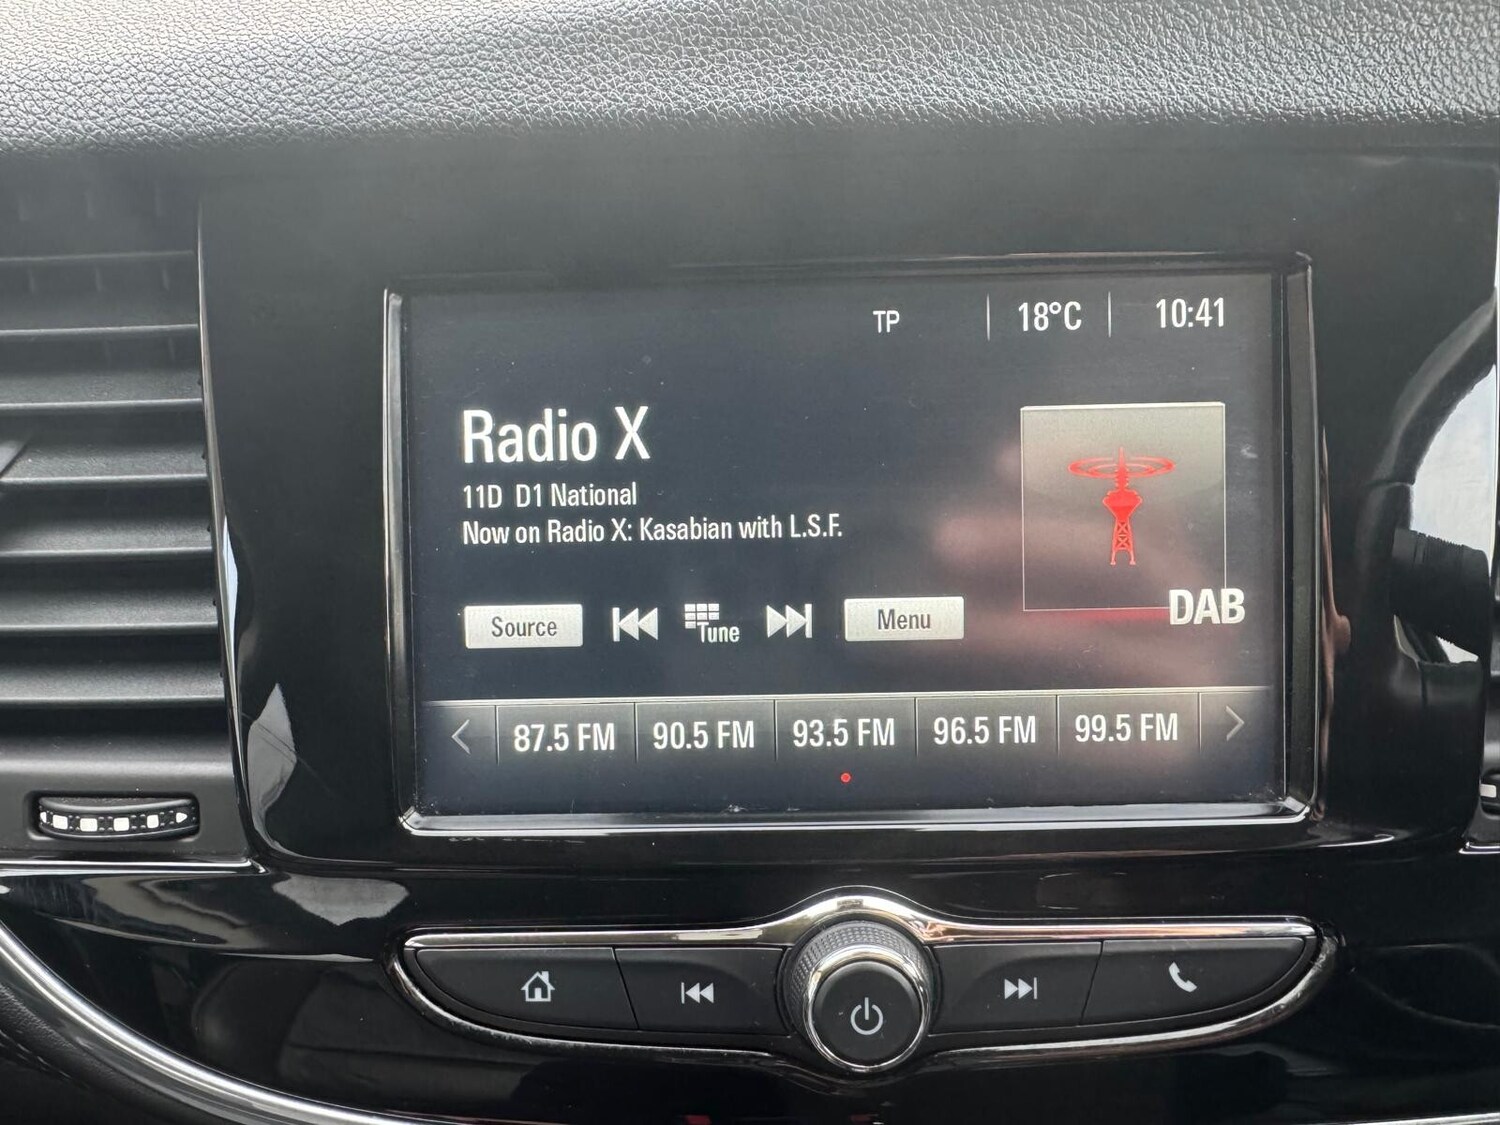 TP 18°C 10:41
Radio X
11D D1 National
Now on Radio X: Kasabian with L.S.F.
Source Tune Menu
DAB
87.5 FM 90.5 FM 93.5 FM 96.5 FM 99.5 FM